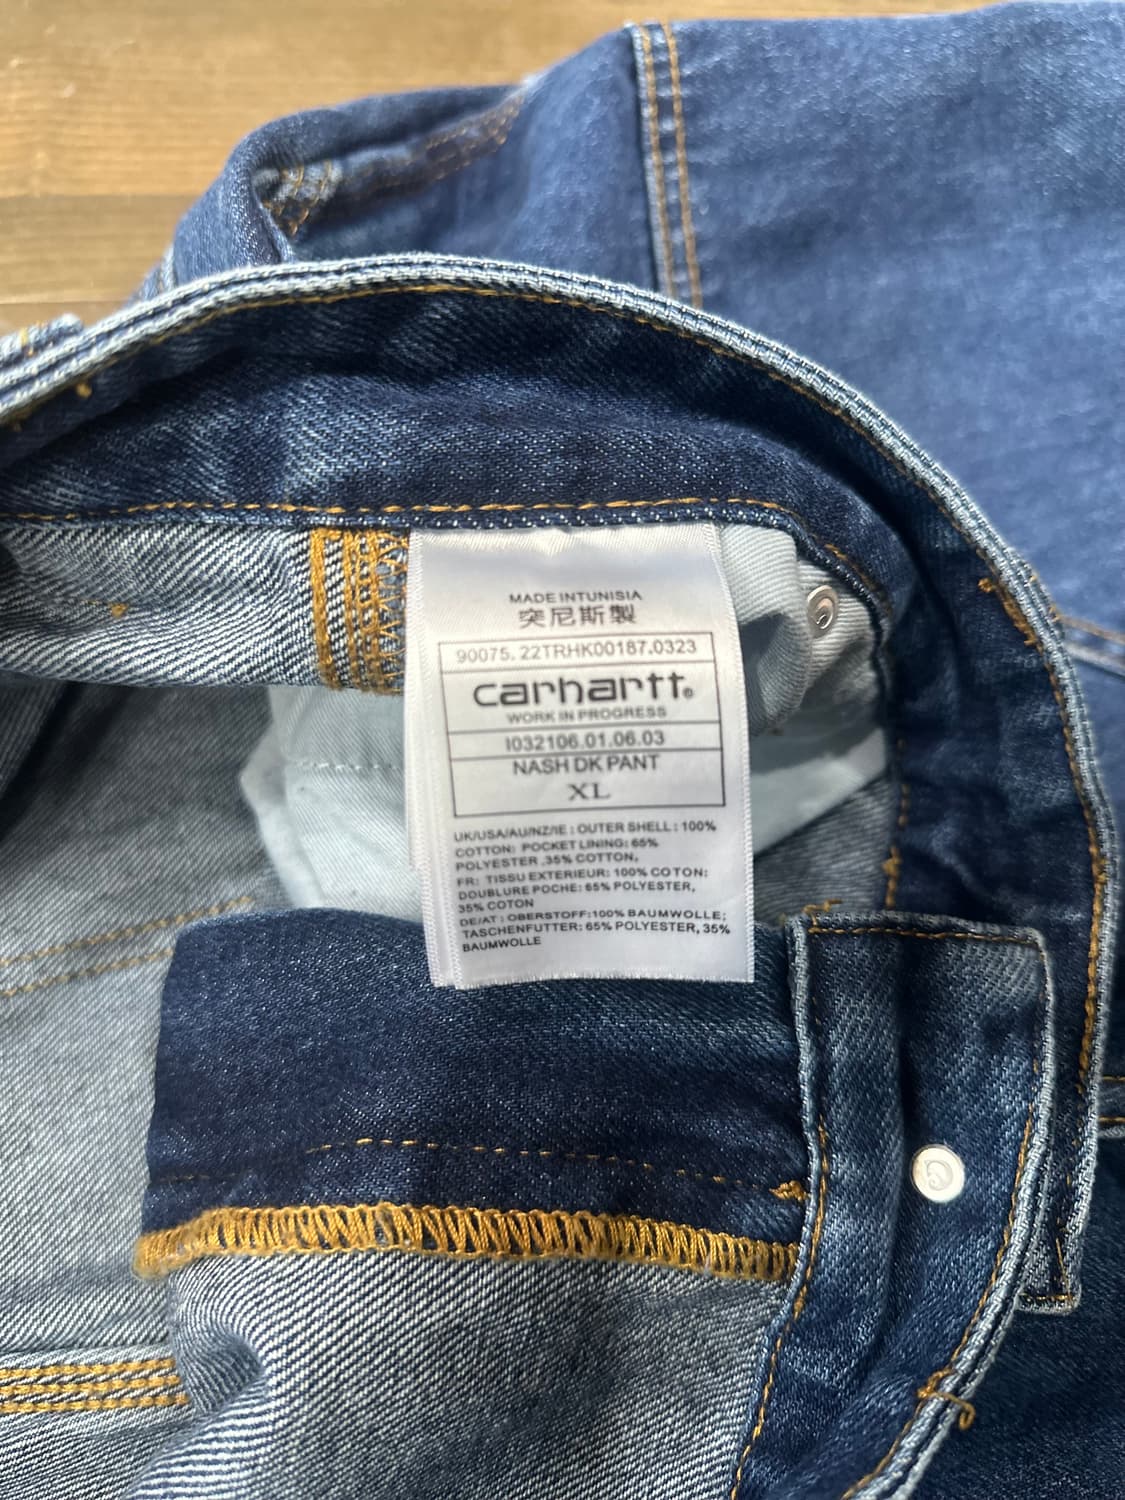 MADE INTUNISIA
突尼斯製
90075. 22TRHK00187.0323
carhartt®
WORK IN PROGRESS
I032106.01.06.03
NASH DK PANT
XL
UK/USA/AU/NZ/IE : OUTER SHELL : 100%
COTTON: POCKET LINING: 65%
POLYESTER ,35% COTTON,
FR: TISSU EXTERIEUR: 100% COTON:
DOUBLURE POCHE: 65% POLYESTER,
35% COTON
DE/AT : OBERSTOFF:100% BAUMWOLLE;
TASCHENFUTTER: 65% POLYESTER, 35%
BAUMWOLLE